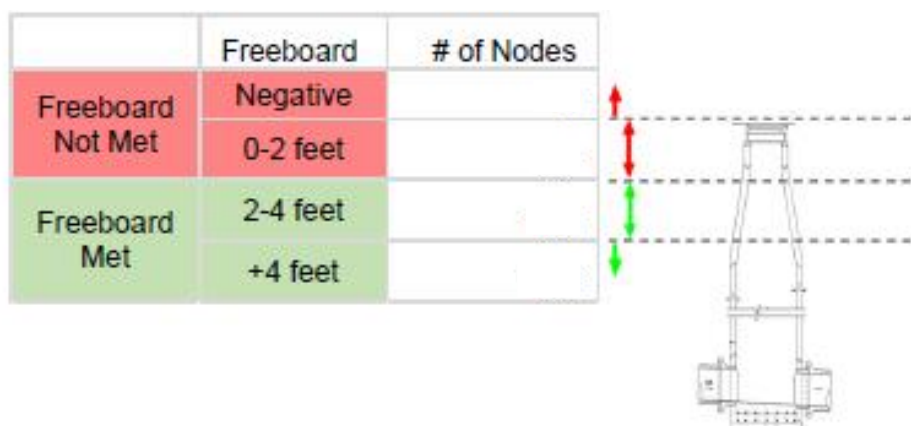 Freeboard
# of Nodes
Freeboard
Not Met
Negative
0-2 feet
Freeboard
Met
2-4 feet
+4 feet